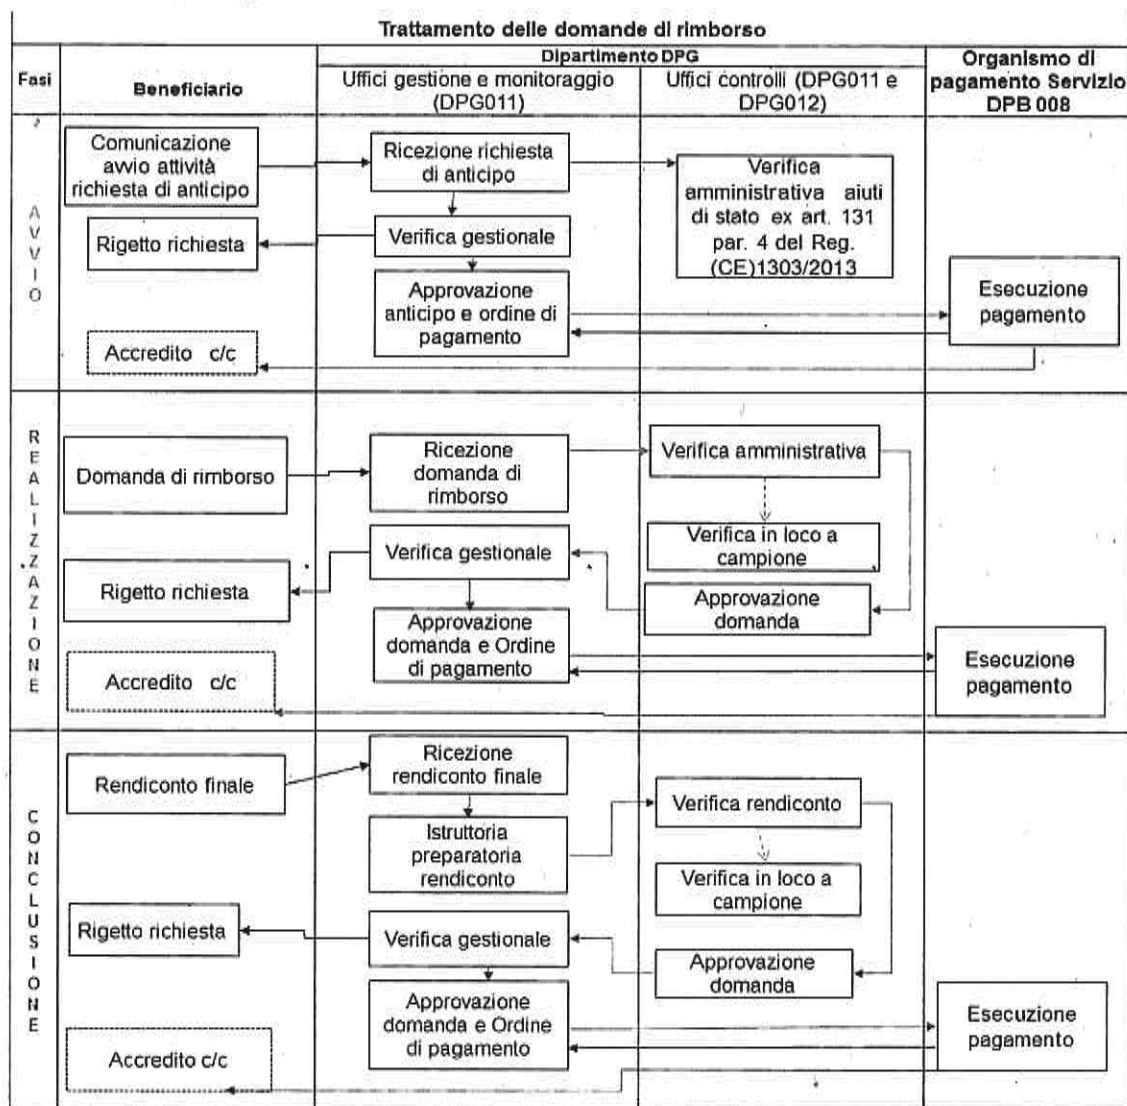 Trattamento delle domande di rimborso
Fasi
Beneficiario
Dipartimento DPG
Uffici gestione e monitoraggio
(DPG011)
Uffici controlli (DPG011 e
DPG012)
Organismo di
pagamento Servizio
DPB 008
AVVIO
Comunicazione
avvio attività
richiesta di anticipo
Ricezione richiesta
di anticipo
Verifica
amministrativa aiuti
di stato ex art. 131
par. 4 del Reg.
(CE)1303/2013
Rigetto richiesta
Verifica gestionale
Approvazione
anticipo e ordine di
pagamento
Esecuzione
pagamento
Accredito c/c
REALIZZAZIONE
Domanda di rimborso
Ricezione
domanda di
rimborso
Verifica amministrativa
Verifica in loco a
campione
Verifica gestionale
Rigetto richiesta
Approvazione
domanda
Approvazione
domanda e Ordine
di pagamento
Esecuzione
pagamento
Accredito c/c
CONCLUSIONE
Rendiconto finale
Ricezione
rendiconto finale
Verifica rendiconto
Istruttoria
preparatoria
rendiconto
Verifica in loco a
campione
Rigetto richiesta
Verifica gestionale
Approvazione
domanda
Approvazione
domanda e Ordine
di pagamento
Esecuzione
pagamento
Accredito c/c